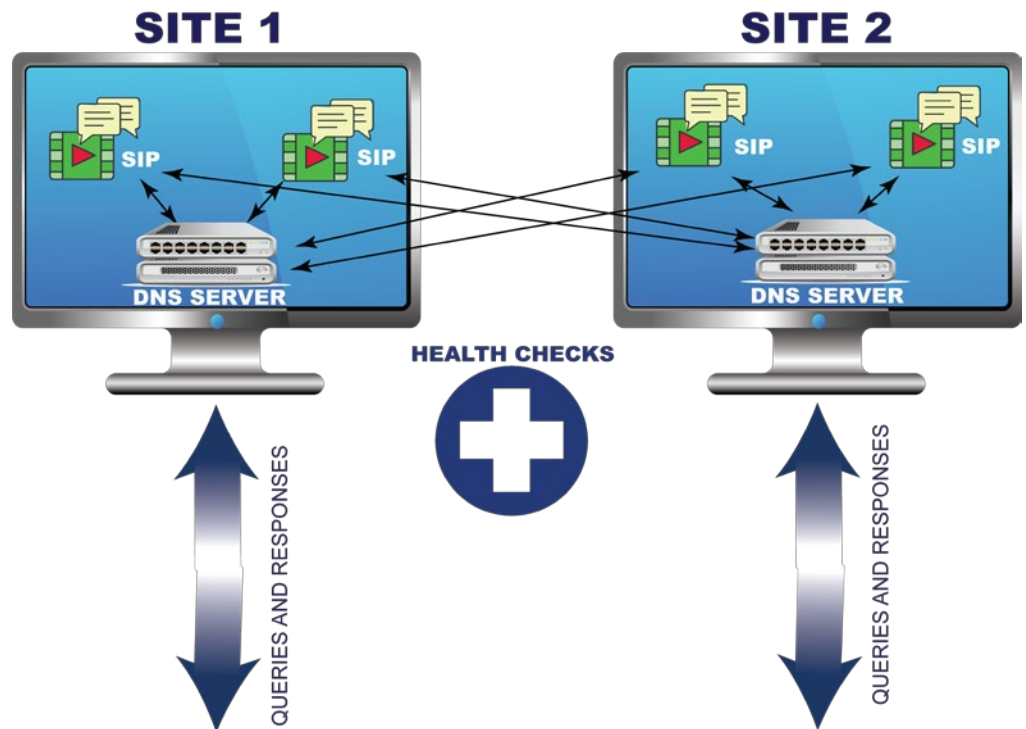 SITE 1
SITE 2
SIP
SIP
SIP
SIP
DNS SERVER
DNS SERVER
HEALTH CHECKS
QUERIES AND RESPONSES
QUERIES AND RESPONSES